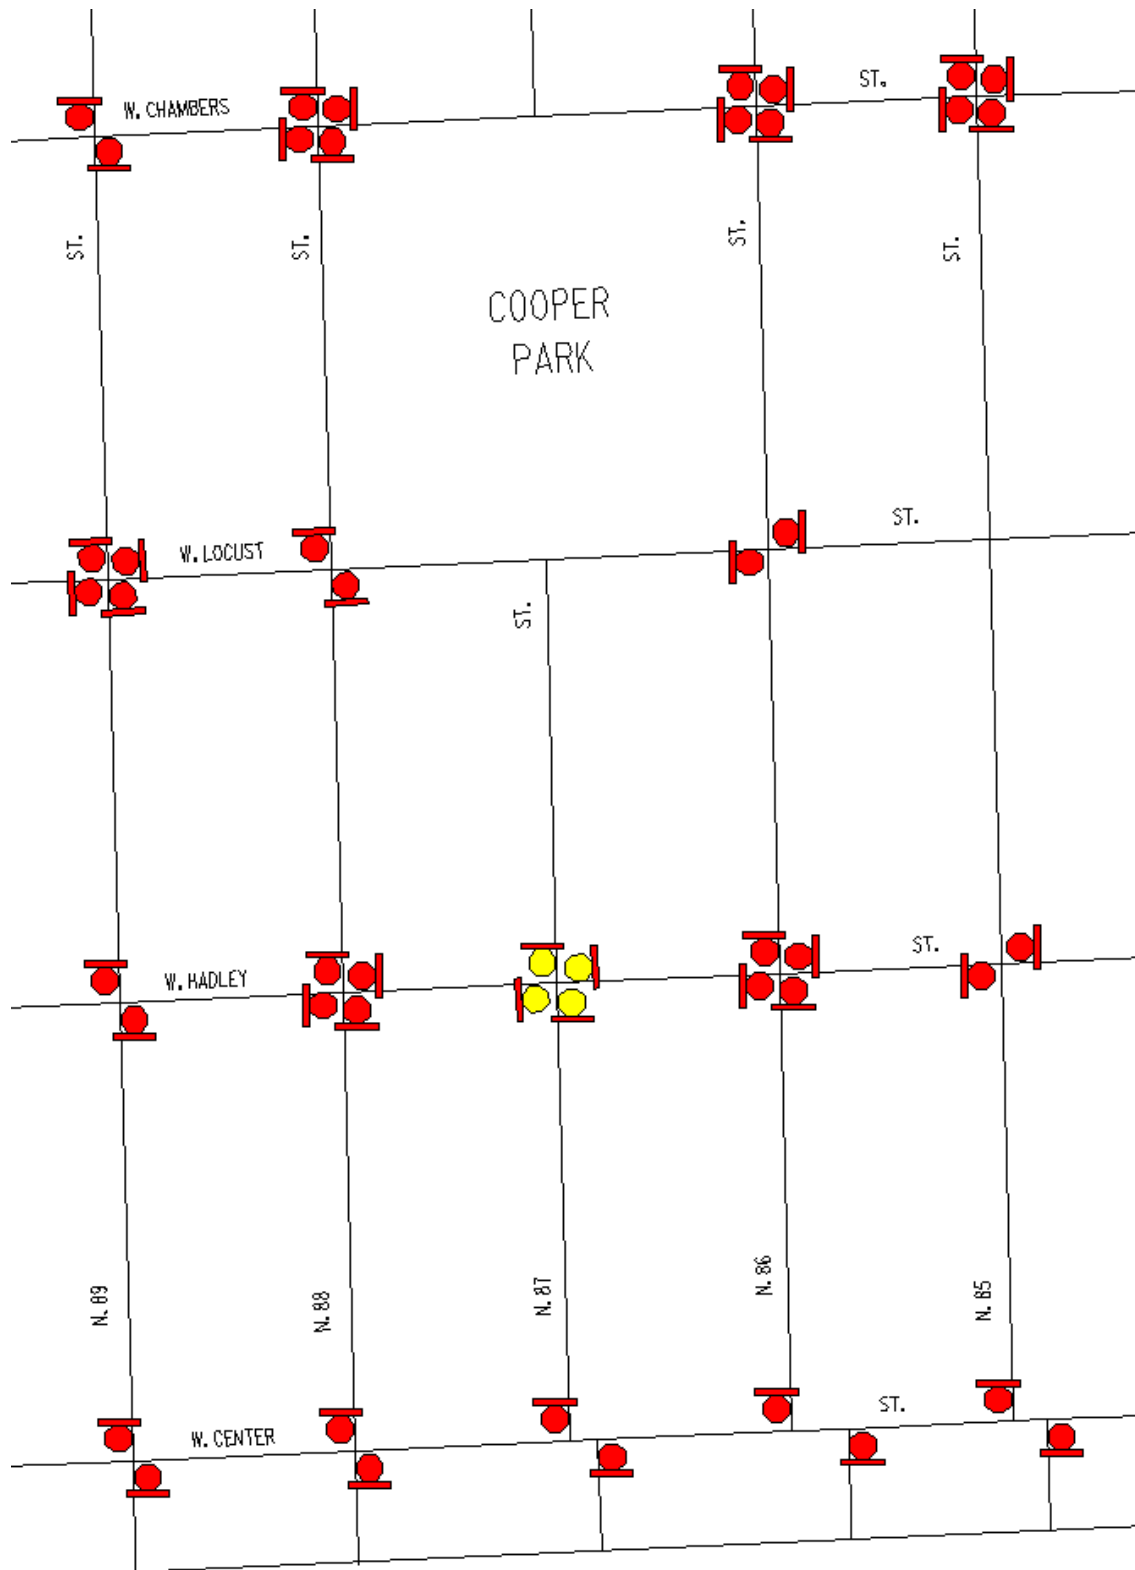 W. CHAMBERS
ST.
ST.
ST.
ST.
ST.
COOPER
PARK
W. LOCUST
ST.
ST.
W. HADLEY
ST.
N. 89
N. 88
N. 87
N. 86
N. 85
W. CENTER
ST.